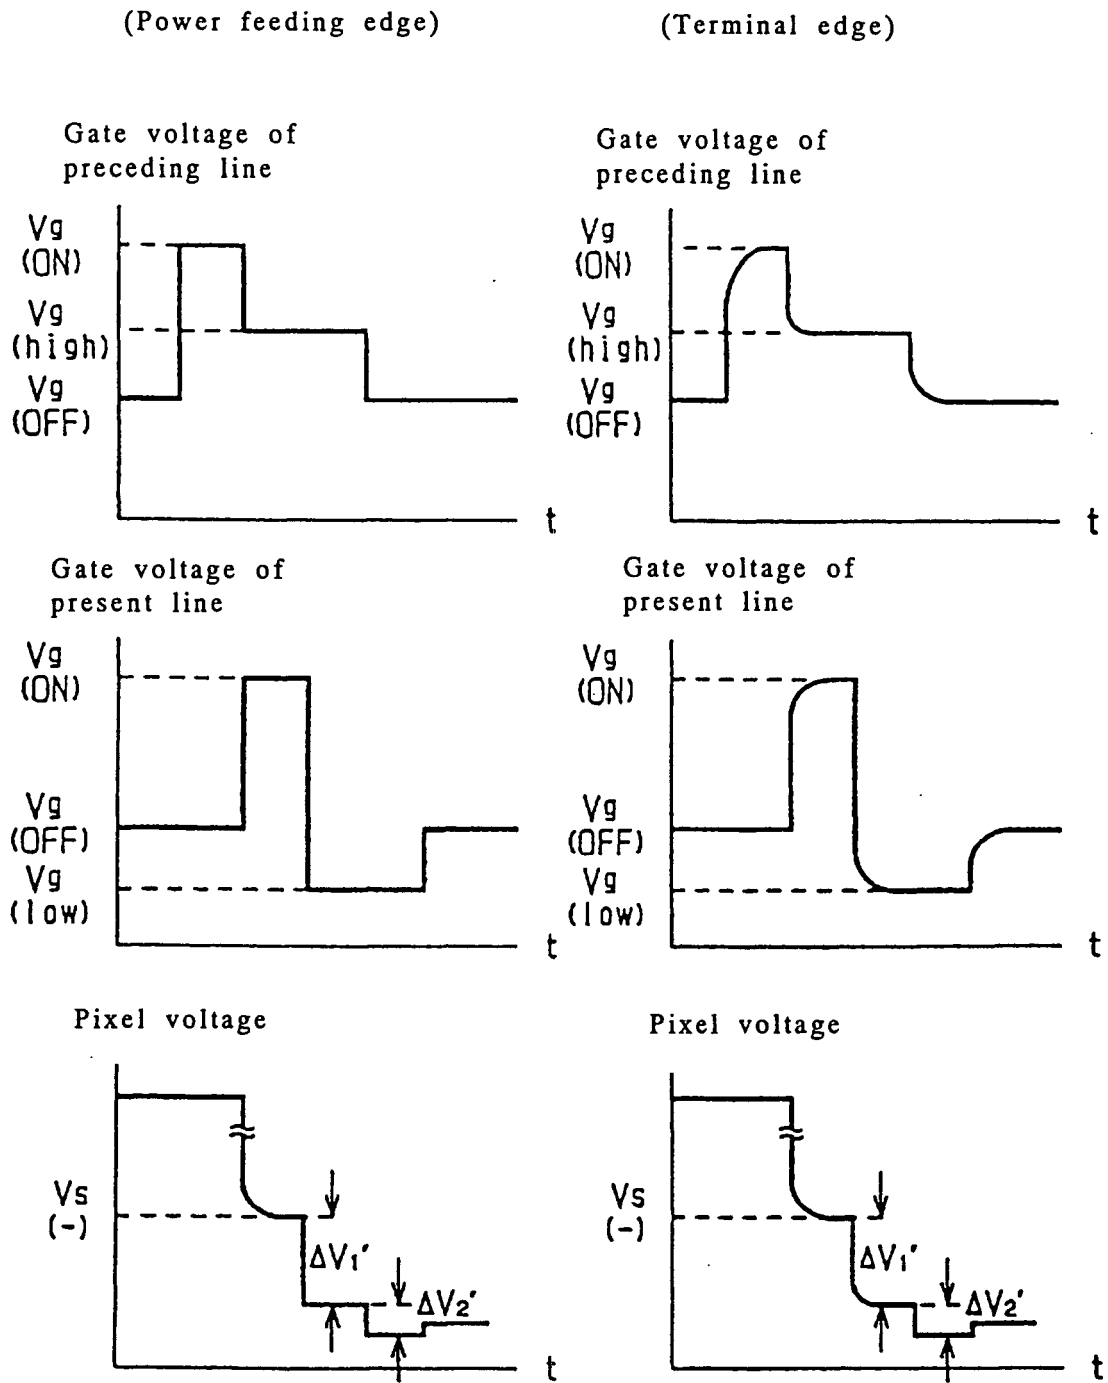 (Power feeding edge)
(Terminal edge)
Gate voltage of
preceding line
Vg
(ON)
Vg
(high)
Vg
(OFF)
t
Gate voltage of
preceding line
Vg
(ON)
Vg
(high)
Vg
(OFF)
t
Gate voltage of
present line
Vg
(ON)
Vg
(OFF)
Vg
(low)
t
Gate voltage of
present line
Vg
(ON)
Vg
(OFF)
Vg
(low)
t
Pixel voltage
Vs
(-)
ΔV1'
ΔV2'
t
Pixel voltage
Vs
(-)
ΔV1'
ΔV2'
t